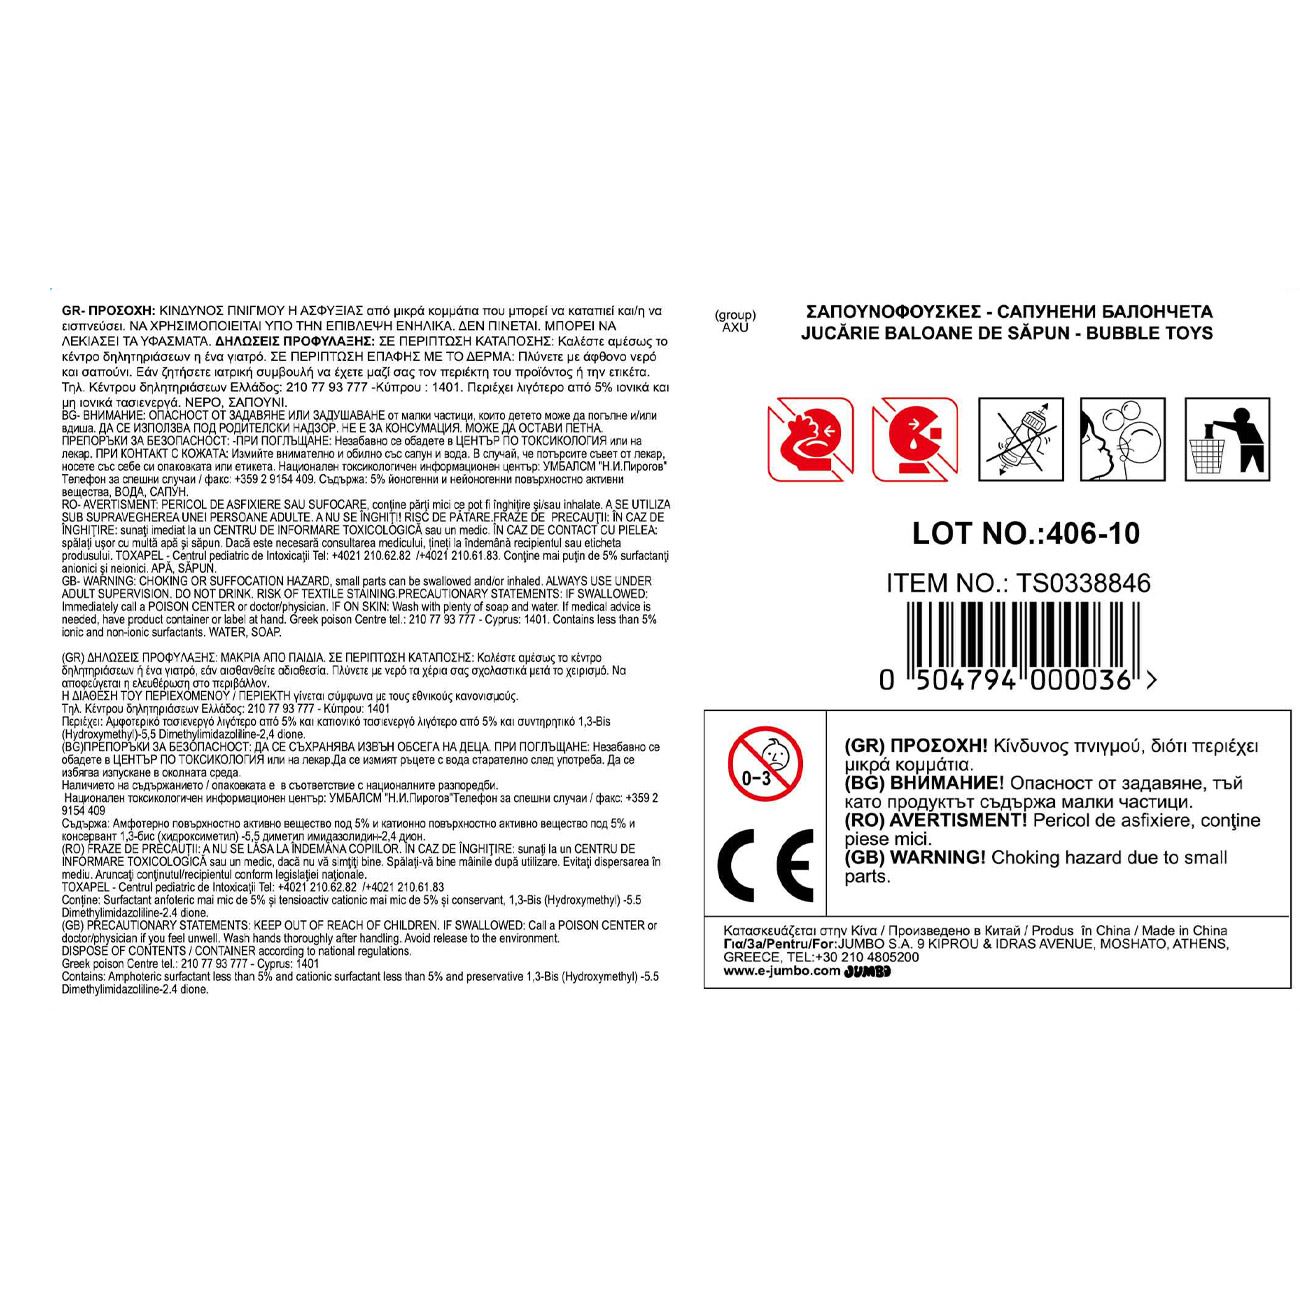 GR- ΠΡΟΣΟΧΗ: ΚΙΝΔΥΝΟΣ ΠΝΙΓΜΟΥ Η ΑΣΦΥΞΙΑΣ από μικρά κομμάτια που μπορεί να καταπιεί και/η να
εισπνεύσει. ΝΑ ΧΡΗΣΙΜΟΠΟΙΕΙΤΑΙ ΥΠΟ ΤΗΝ ΕΠΙΒΛΕΨΗ ΕΝΗΛΙΚΑ. ΔΕΝ ΠΙΝΕΤΑΙ. ΜΠΟΡΕΙ ΝΑ
ΛΕΚΙΑΣΕΙ ΤΑ ΥΦΑΣΜΑΤΑ. ΔΗΛΩΣΕΙΣ ΠΡΟΦΥΛΑΞΗΣ: ΣΕ ΠΕΡΙΠΤΩΣΗ ΚΑΤΑΠΟΣΗΣ: Καλέστε αμέσως το
κέντρο δηλητηριάσεων η ένα γιατρό. ΣΕ ΠΕΡΙΠΤΩΣΗ ΕΠΑΦΗΣ ΜΕ ΤΟ ΔΕΡΜΑ: Πλύνετε με άφθονο νερό
και σαπούνι. Εάν ζητήσετε ιατρική συμβουλή να έχετε μαζί σας τον περιέκτη του προϊόντος ή την ετικέτα.
Τηλ. Κέντρου δηλητηριάσεων Ελλάδος: 210 77 93 777 -Κύπρου : 1401. Περιέχει λιγότερο από 5% ιονικά και
μη ιονικά τασιενεργά. ΝΕΡΟ, ΣΑΠΟΥΝΙ.
BG- ВНИМАНИЕ: ОПАСНОСТ ОТ ЗАДАВЯНЕ ИЛИ ЗАДУШАВАНЕ от малки частици, които детето може да погълне и/или
вдиша. ДА СЕ ИЗПОЛЗВА ПОД РОДИТЕЛСКИ НАДЗОР. НЕ Е ЗА КОНСУМАЦИЯ. МОЖЕ ДА ОСТАВИ ПЕТНА.
ПРЕПОРЪКИ ЗА БЕЗОПАСНОСТ: -ПРИ ПОГЛЪЩАНЕ: Незабавно се обадете в ЦЕНТЪР ПО ТОКСИКОЛОГИЯ или на
лекар. ПРИ КОНТАКТ С КОЖАТА: Измийте внимателно и обилно със сапун и вода. В случай, че потърсите съвет от лекар,
носете със себе си опаковката или етикета. Национален токсикологичен информационен център: УМБАЛСМ "Н.И.Пирогов"
Телефон за спешни случаи / факс: +359 2 9154 409. Съдържа: 5% йоногенни и нейоногенни повърхностно активни
вещества, ВОДА, САПУН.
RO- AVERTISMENT: PERICOL DE ASFIXIERE SAU SUFOCARE, conţine părţi mici ce pot fi înghiţire şi/sau inhalate. A SE UTILIZA
SUB SUPRAVEGHEREA UNEI PERSOANE ADULTE. A NU SE ÎNGHIŢI! RISC DE PĂTARE.FRAZE DE PRECAUŢII: ÎN CAZ DE
ÎNGHIŢIRE: sunaţi imediat la un CENTRU DE INFORMARE TOXICOLOGICĂ sau un medic. ÎN CAZ DE CONTACT CU PIELEA:
spălaţi uşor cu multă apă şi săpun. Dacă este necesară consultarea medicului, ţineţi la îndemână recipientul sau eticheta
produsului. TOXAPEL - Centrul pediatric de Intoxicaţii Tel: +4021 210.62.82 /+4021 210.61.83. Conţine mai puţin de 5% surfactanţi
anionici şi neionici. APĂ, SĂPUN.
GB- WARNING: CHOKING OR SUFFOCATION HAZARD, small parts can be swallowed and/or inhaled. ALWAYS USE UNDER
ADULT SUPERVISION. DO NOT DRINK. RISK OF TEXTILE STAINING.PRECAUTIONARY STATEMENTS: IF SWALLOWED:
Immediately call a POISON CENTER or doctor/physician. IF ON SKIN: Wash with plenty of soap and water. If medical advice is
needed, have product container or label at hand. Greek poison Centre tel.: 210 77 93 777 - Cyprus: 1401. Contains less than 5%
ionic and non-ionic surfactants. WATER, SOAP.
(GR) ΔΗΛΩΣΕΙΣ ΠΡΟΦΥΛΑΞΗΣ: ΜΑΚΡΙΑ ΑΠΟ ΠΑΙΔΙΑ. ΣΕ ΠΕΡΙΠΤΩΣΗ ΚΑΤΑΠΟΣΗΣ: Καλέστε αμέσως το κέντρο
δηλητηριάσεων ή ένα γιατρό, εάν αισθανθείτε αδιαθεσία. Πλύνετε με νερό τα χέρια σας σχολαστικά μετά το χειρισμό. Να
αποφεύγεται η ελευθέρωση στο περιβάλλον.
Η ΔΙΑΘΕΣΗ ΤΟΥ ΠΕΡΙΕΧΟΜΕΝΟΥ / ΠΕΡΙΕΚΤΗ γίνεται σύμφωνα με τους εθνικούς κανονισμούς.
Τηλ. Κέντρου δηλητηριάσεων Ελλάδος: 210 77 93 777 - Κύπρου: 1401
Περιέχει: Αμφοτερικό τασιενεργό λιγότερο από 5% και κατιονικό τασιενεργό λιγότερο από 5% και συντηρητικό 1,3-Bis
(Hydroxymethyl)-5,5 Dimethylimidazoliline-2,4 dione.
(BG)ПРЕПОРЪКИ ЗА БЕЗОПАСНОСТ: ДА СЕ СЪХРАНЯВА ИЗВЪН ОБСЕГА НА ДЕЦА. ПРИ ПОГЛЪЩАНЕ: Незабавно се
обадете в ЦЕНТЪР ПО ТОКСИКОЛОГИЯ или на лекар.Да се измият ръцете с вода старателно след употреба. Да се
избягва изпускане в околната среда.
Наличието на съдържанието / опаковката е в съответствие с националните разпоредби.
Национален токсикологичен информационен център: УМБАЛСМ "Н.И.Пирогов"Телефон за спешни случаи / факс: +359 2
9154 409
Съдържа: Амфотерно повърхностно активно вещество под 5% и катионно повърхностно активно вещество под 5% и
консервант 1,3-бис (хидроксиметил) -5,5 диметил имидазолидин-2,4 дион.
(RO) FRAZE DE PRECAUŢII: A NU SE LĂSA LA ÎNDEMÂNA COPIILOR. ÎN CAZ DE ÎNGHIŢIRE: sunaţi la un CENTRU DE
INFORMARE TOXICOLOGICĂ sau un medic, dacă nu vă simţiţi bine. Spălaţi-vă bine mâinile după utilizare. Evitaţi dispersarea în
mediu. Aruncaţi conţinutul/recipientul conform legislaţiei naţionale.
TOXAPEL - Centrul pediatric de Intoxicaţii Tel: +4021 210.62.82 /+4021 210.61.83
Conţine: Surfactant anfoteric mai mic de 5% şi tensioactiv cationic mai mic de 5% şi conservant, 1,3-Bis (Hydroxymethyl) -5.5
Dimethylimidazoliline-2.4 dione.
(GB) PRECAUTIONARY STATEMENTS: KEEP OUT OF REACH OF CHILDREN. IF SWALLOWED: Call a POISON CENTER or
doctor/physician if you feel unwell. Wash hands thoroughly after handling. Avoid release to the environment.
DISPOSE OF CONTENTS / CONTAINER according to national regulations.
Greek poison Centre tel.: 210 77 93 777 - Cyprus: 1401
Contains: Amphoteric surfactant less than 5% and cationic surfactant less than 5% and preservative 1,3-Bis (Hydroxymethyl) -5.5
Dimethylimidazoliline-2.4 dione.
(group)
AXU
ΣΑΠΟΥΝΟΦΟΥΣΚΕΣ - САПУНЕНИ БАЛОНЧЕТА
JUCĂRIE BALOANE DE SĂPUN - BUBBLE TOYS
LOT NO.:406-10
ITEM NO.: TS0338846
0 504794 000036 >
0-3
(GR) ΠΡΟΣΟΧΗ! Κίνδυνος πνιγμού, διότι περιέχει
μικρά κομμάτια.
(BG) ВНИМАНИЕ! Опасност от задавяне, тъй
като продуктът съдържа малки частици.
(RO) AVERTISMENT! Pericol de asfixiere, conţine
piese mici.
(GB) WARNING! Choking hazard due to small
parts.
CE
Κατασκευάζεται στην Κίνα / Произведено в Китай / Produs în China / Made in China
Για/За/Pentru/For:JUMBO S.A. 9 KIPROU & IDRAS AVENUE, MOSHATO, ATHENS,
GREECE, TEL:+30 210 4805200
www.e-jumbo.com JUMBO